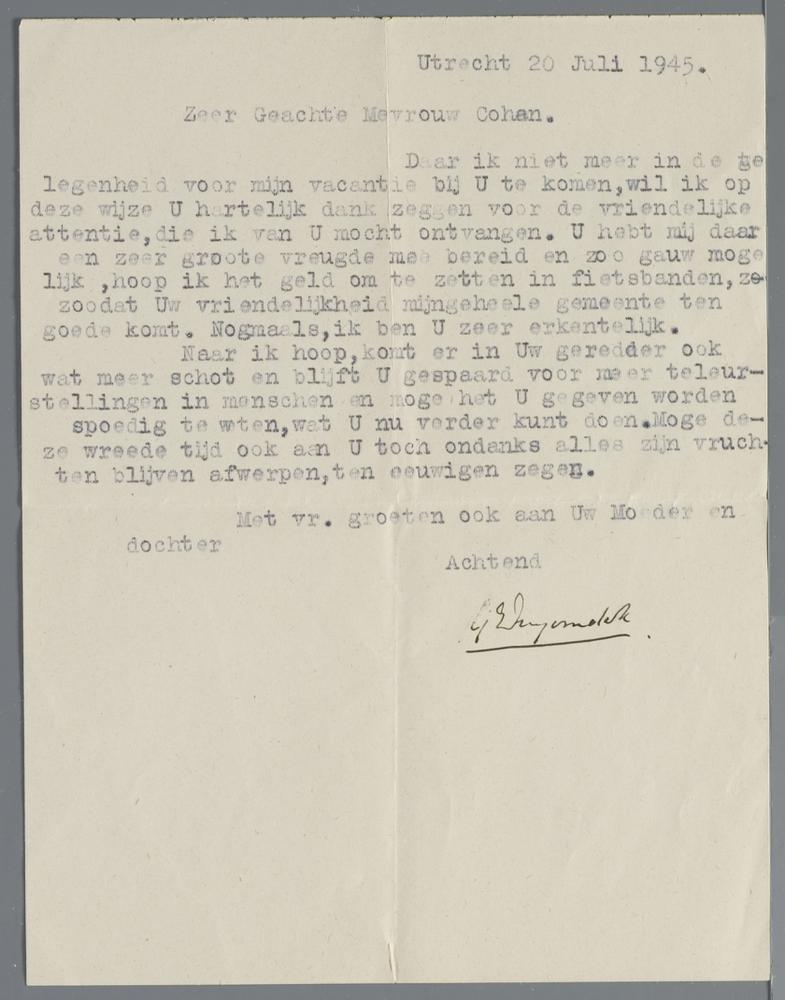 Utrecht 20 Juli 1945.
Zeer Geachte Mevrouw Cohan.
Daar ik niet meer in de ge
legenheid voor mijn vacantie bij U te komen,wil ik op
deze wijze U hartelijk dank zeggen voor de vriendelijke
attentie,die ik van U mocht ontvangen. U hebt mij daar
een zeer groote vreugde mee bereid en zoo gauw moge
lijk ,hoop ik het geld om te zetten in fietsbanden, ze
zoodat Uw vriendelijkheid mijngeheele gemeente ten
goede komt. Nogmaals,ik ben U zeer erkentelijk.
Naar ik hoop,komt er in Uw geredder ook
wat meer schot en blijft U gespaard voor meer teleur-
stellingen in menschen en moge het U gegeven worden
spoedig te weten,wat U nu verder kunt doen.Moge de-
ze wreede tijd ook aan U toch ondanks alles zijn vruch-
ten blijven afwerpen,ten eeuwigen zegen.
Met vr. groeten ook aan Uw Moeder en
dochter
Achtend